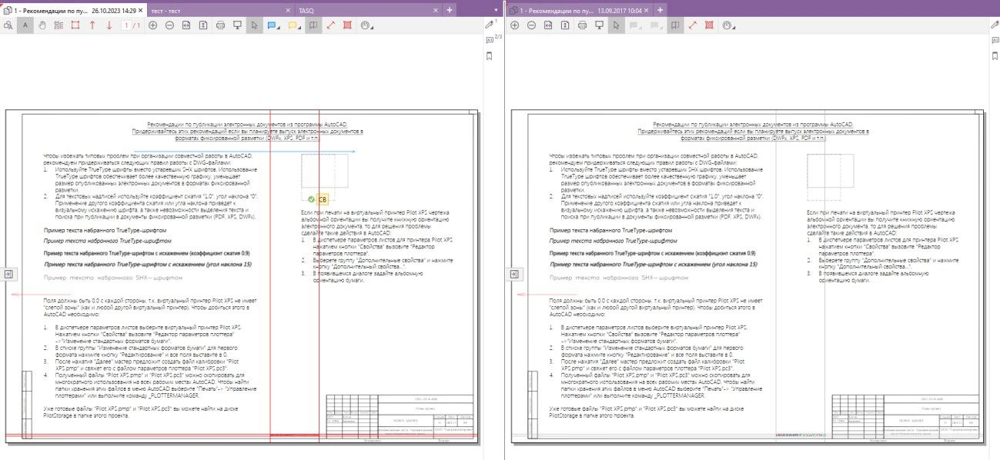 1 - Рекомендации по пу... 26.10.2023 14:29
тест - тест
TASQ
1 / 1
2/3
Рекомендации по публикации электронных документов из программы AutoCAD.
Придерживайтесь этих рекомендаций если вы планируете выпуск электронных документов в
форматах фиксированной разметки (DWFx, XPS, PDF и т.п.)
Чтобы избежать типовых проблем при организации совместной работы в AutoCAD,
рекомендуем придерживаться следующих правил работы с DWG-файлами:
1. Используйте TrueType шрифты вместо устаревших SHX шрифтов. Использование
TrueType шрифтов обеспечивает более качественную графику, уменьшает
размер опубликованных электронных документов в форматах фиксированной
разметки.
2. Для текстовых надписей используйте коэффициент сжатия "1.0", угол наклона "0".
Применение другого коэффициента сжатия или угла наклона приведет к
визуальному искажению шрифта, а также невозможности выделения текста и
поиска при публикации в документы фиксированной разметки (PDF, XPS, DWFx).
Пример текста набранного TrueType-шрифтом
Пример текста набранного TrueType-шрифтом
Пример текста набранного TrueType-шрифтом с искажением (коэффициэнт сжатия 0.9)
Пример текста набранного TrueType-шрифтом с искажением (угол наклона 15)
Пример текста набранного SHX-шрифтом
Поля должны быть 0.0 с каждой стороны, т.к. виртуальный принтер Pilot XPS не имеет
"слепой зоны" (как и любой другой виртуальный принтер). Чтобы добиться этого в
AutoCAD необходимо:
1. В диспетчере параметров листов выберите виртуальный принтер Pilot XPS.
Нажатием кнопки "Свойства" вызовите "Редактор параметров плоттера"
->"Изменение стандартных форматов бумаги".
2. В списке группы "Изменение стандартных форматов бумаги" для первого
формата нажмите кнопку "Редактирование" и все поля выставите в 0.
3. После нажатия "Далее" мастер предложит создать файл калибровки "Pilot
XPS.pmp" и свяжет его с файлом параметров плоттера "Pilot XPS.pc3".
4. Полученный файлы "Pilot XPS.pmp" и "Pilot XPS.pc3" можно скопировать для
многократного использования на всех рабочих местах AutoCAD. Чтобы найти
папки хранения этих файлов в меню AutoCAD выберите "Печать"-> "Управление
плоттерами" или выполните команду _PLOTTERMANAGER.
Уже готовые файлы "Pilot XPS.pmp" и "Pilot XPS.pc3" вы можете найти на диске
PilotStorage в папке этого проекта.
СВ
Если при печати на виртуальный принтер Pilot XPS чертежа
альбомной ориентации вы получите книжную ориентацию
электронного документа, то для решения проблемы
сделайте такие действия в AutoCAD:
1. В диспетчере параметров листов для принтера Pilot XPS
нажатием кнопки "Свойства" вызовите "Редактор
параметров плоттера".
2. Выберете группу "Дополнительные свойства" и нажмите
кнопку "Дополнительный свойства...".
3. В появившемся диалоге задайте альбомную
ориентацию бумаги.
Копировал
Формат
1 - Рекомендации по пу... 13.09.2017 10:04
Рекомендации по публикации электронных документов из программы AutoCAD.
Придерживайтесь этих рекомендаций если вы планируете выпуск электронных документов в
форматах фиксированной разметки (DWFx, XPS, PDF и т.п.)
Чтобы избежать типовых проблем при организации совместной работы в AutoCAD,
рекомендуем придерживаться следующих правил работы с DWG-файлами:
1. Используйте TrueType шрифты вместо устаревших SHX шрифтов. Использование
TrueType шрифтов обеспечивает более качественную графику, уменьшает
размер опубликованных электронных документов в форматах фиксированной
разметки.
2. Для текстовых надписей используйте коэффициент сжатия "1.0", угол наклона "0".
Применение другого коэффициента сжатия или угла наклона приведет к
визуальному искажению шрифта, а также невозможности выделения текста и
поиска при публикации в документы фиксированной разметки (PDF, XPS, DWFx).
Пример текста набранного TrueType-шрифтом
Пример текста набранного TrueType-шрифтом
Пример текста набранного TrueType-шрифтом с искажением (коэффициэнт сжатия 0.9)
Пример текста набранного TrueType-шрифтом с искажением (угол наклона 15)
Пример текста набранного SHX-шрифтом
Поля должны быть 0.0 с каждой стороны, т.к. виртуальный принтер Pilot XPS не имеет
"слепой зоны" (как и любой другой виртуальный принтер). Чтобы добиться этого в
AutoCAD необходимо:
1. В диспетчере параметров листов выберите виртуальный принтер Pilot XPS.
Нажатием кнопки "Свойства" вызовите "Редактор параметров плоттера"
->"Изменение стандартных форматов бумаги".
2. В списке группы "Изменение стандартных форматов бумаги" для первого
формата нажмите кнопку "Редактирование" и все поля выставите в 0.
3. После нажатия "Далее" мастер предложит создать файл калибровки "Pilot
XPS.pmp" и свяжет его с файлом параметров плоттера "Pilot XPS.pc3".
4. Полученный файлы "Pilot XPS.pmp" и "Pilot XPS.pc3" можно скопировать для
многократного использования на всех рабочих местах AutoCAD. Чтобы найти
папки хранения этих файлов в меню AutoCAD выберите "Печать"-> "Управление
плоттерами" или выполните команду _PLOTTERMANAGER.
Уже готовые файлы "Pilot XPS.pmp" и "Pilot XPS.pc3" вы можете найти на диске
PilotStorage в папке этого проекта.
Если при печати на виртуальный принтер Pilot XPS чертежа
альбомной ориентации вы получите книжную ориентацию
электронного документа, то для решения проблемы
сделайте такие действия в AutoCAD:
1. В диспетчере параметров листов для принтера Pilot XPS
нажатием кнопки "Свойства" вызовите "Редактор
параметров плоттера".
2. Выберете группу "Дополнительные свойства" и нажмите
кнопку "Дополнительный свойства...".
3. В появившемся диалоге задайте альбомную
ориентацию бумаги.
Копировал
Формат